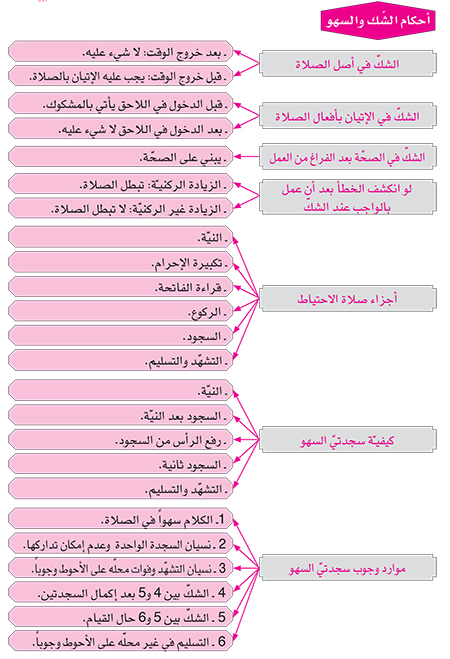 أحكام الشّك والسهو
الشكّ في أصل الصلاة
ـ بعد خروج الوقت: لا شيء عليه.
ـ قبل خروج الوقت: يجب عليه الإتيان بالصلاة.
الشكّ في الإتيان بأفعال الصلاة
ـ قبل الدخول في اللاحق يأتي بالمشكوك.
ـ بعد الدخول في اللاحق لا شيء عليه.
الشكّ في الصحّة بعد الفراغ من العمل
ـ يبني على الصحّة.
لو انكشف الخطأ بعد أن عمل
بالواجب عند الشكّ
ـ الزيادة الركنيّة: تبطل الصلاة.
ـ الزيادة غير الركنيّة: لا تبطل الصلاة.
أجزاء صلاة الاحتياط
ـ النيّة.
ـ تكبيرة الإحرام.
ـ قراءة الفاتحة.
ـ الركوع.
ـ السجود.
ـ التشهّد والتسليم.
كيفيّة سجدتيّ السهو
ـ النيّة.
ـ السجود بعد النيّة.
ـ رفع الرأس من السجود.
ـ السجود ثانية.
ـ التشهّد والتسليم.
موارد وجوب سجدتيّ السهو
1ـ الكلام سهواً في الصلاة.
2 ـ نسيان السجدة الواحدة وعدم إمكان تداركها.
3 ـ نسيان التشهّد وفوات محلّه على الأحوط وجوباً.
4 ـ الشكّ بين 4 و5 بعد إكمال السجدتين.
5 ـ الشكّ بين 5 و6 حال القيام.
6 ـ التسليم في غير محلّه على الأحوط وجوباً.